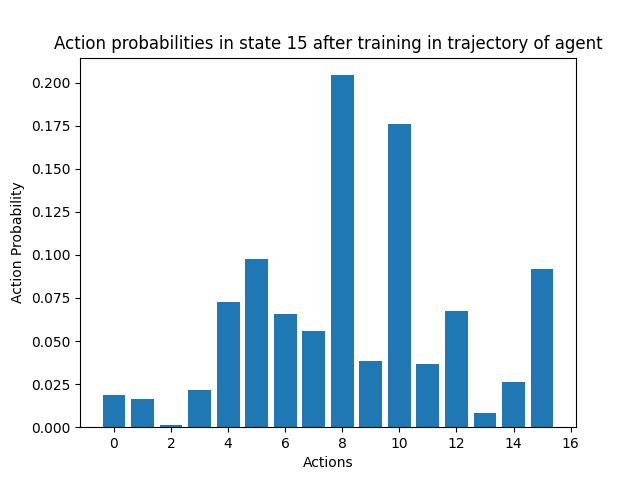 Action probabilities in state 15 after training in trajectory of agent
0.200
0.175
0.150
0.125
0.100
0.075
0.050
0.025
0.000
Action Probability
0 2 4 6 8 10 12 14 16
Actions